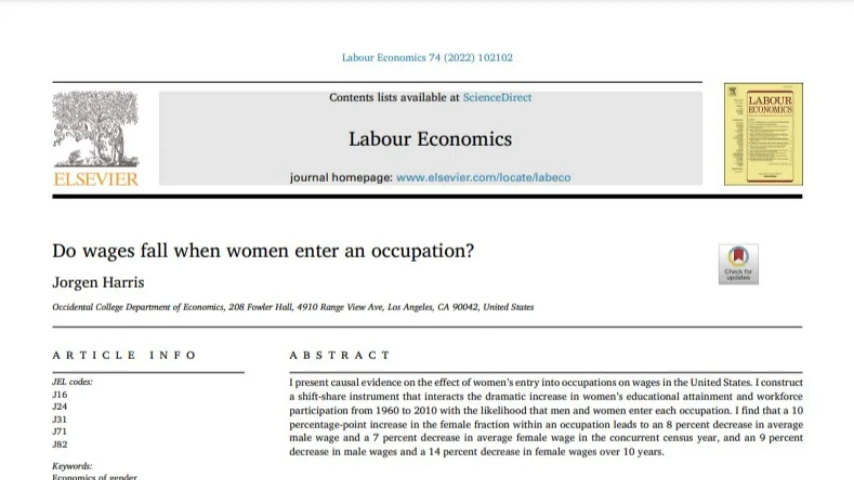 Labour Economics 74 (2022) 102102
Contents lists available at ScienceDirect
Labour Economics
journal homepage: www.elsevier.com/locate/labeco
ELSEVIER
LABOUR
ECONOMICS
Do wages fall when women enter an occupation?
Check for
updates
Jorgen Harris
Occidental College Department of Economics, 208 Fowler Hall, 4910 Range View Ave, Los Angeles, CA 90042, United States
ARTICLE INFO
JEL codes:
J16
J24
J31
J71
J82
Keywords:
Economics of gender
ABSTRACT
I present causal evidence on the effect of women's entry into occupations on wages in the United States. I construct
a shift-share instrument that interacts the dramatic increase in women's educational attainment and workforce
participation from 1960 to 2010 with the likelihood that men and women enter each occupation. I find that a 10
percentage-point increase in the female fraction within an occupation leads to an 8 percent decrease in average
male wage and a 7 percent decrease in average female wage in the concurrent census year, and an 9 percent
decrease in male wages and a 14 percent decrease in female wages over 10 years.